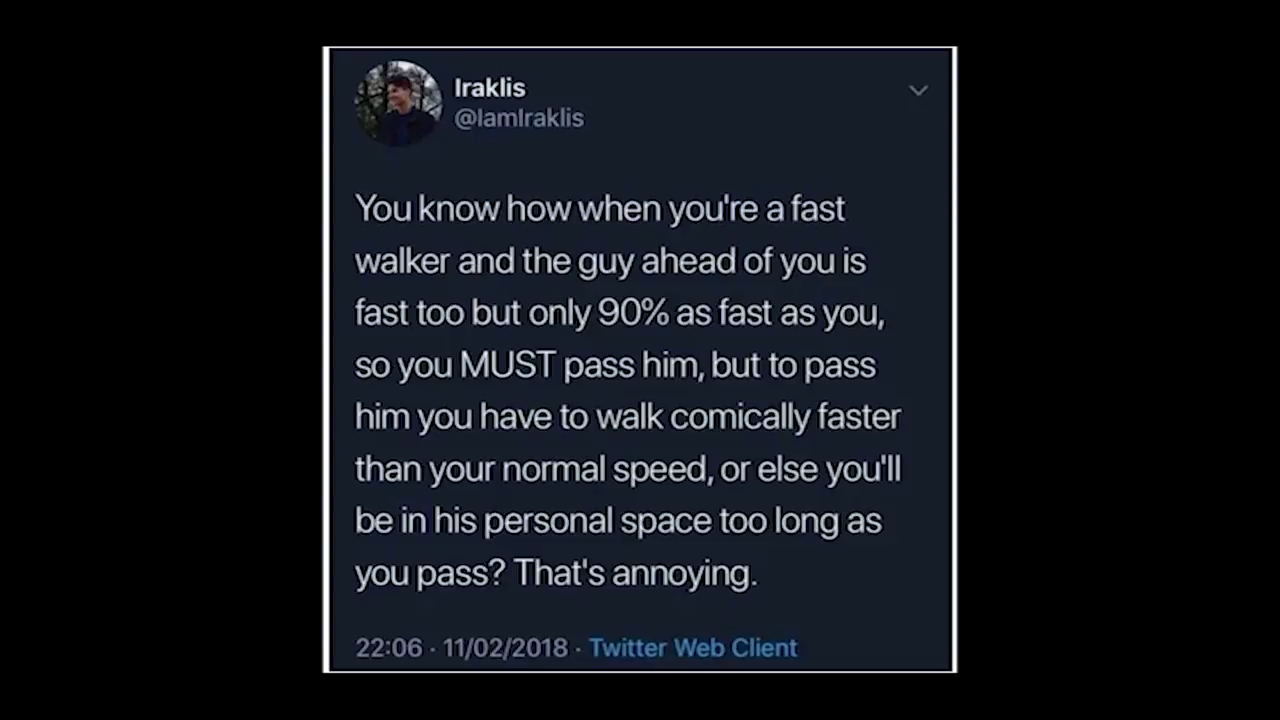 Iraklis
@IamIraklis
You know how when you're a fast
walker and the guy ahead of you is
fast too but only 90% as fast as you,
so you MUST pass him, but to pass
him you have to walk comically faster
than your normal speed, or else you'll
be in his personal space too long as
you pass? That's annoying.
22:06 · 11/02/2018 · Twitter Web Client